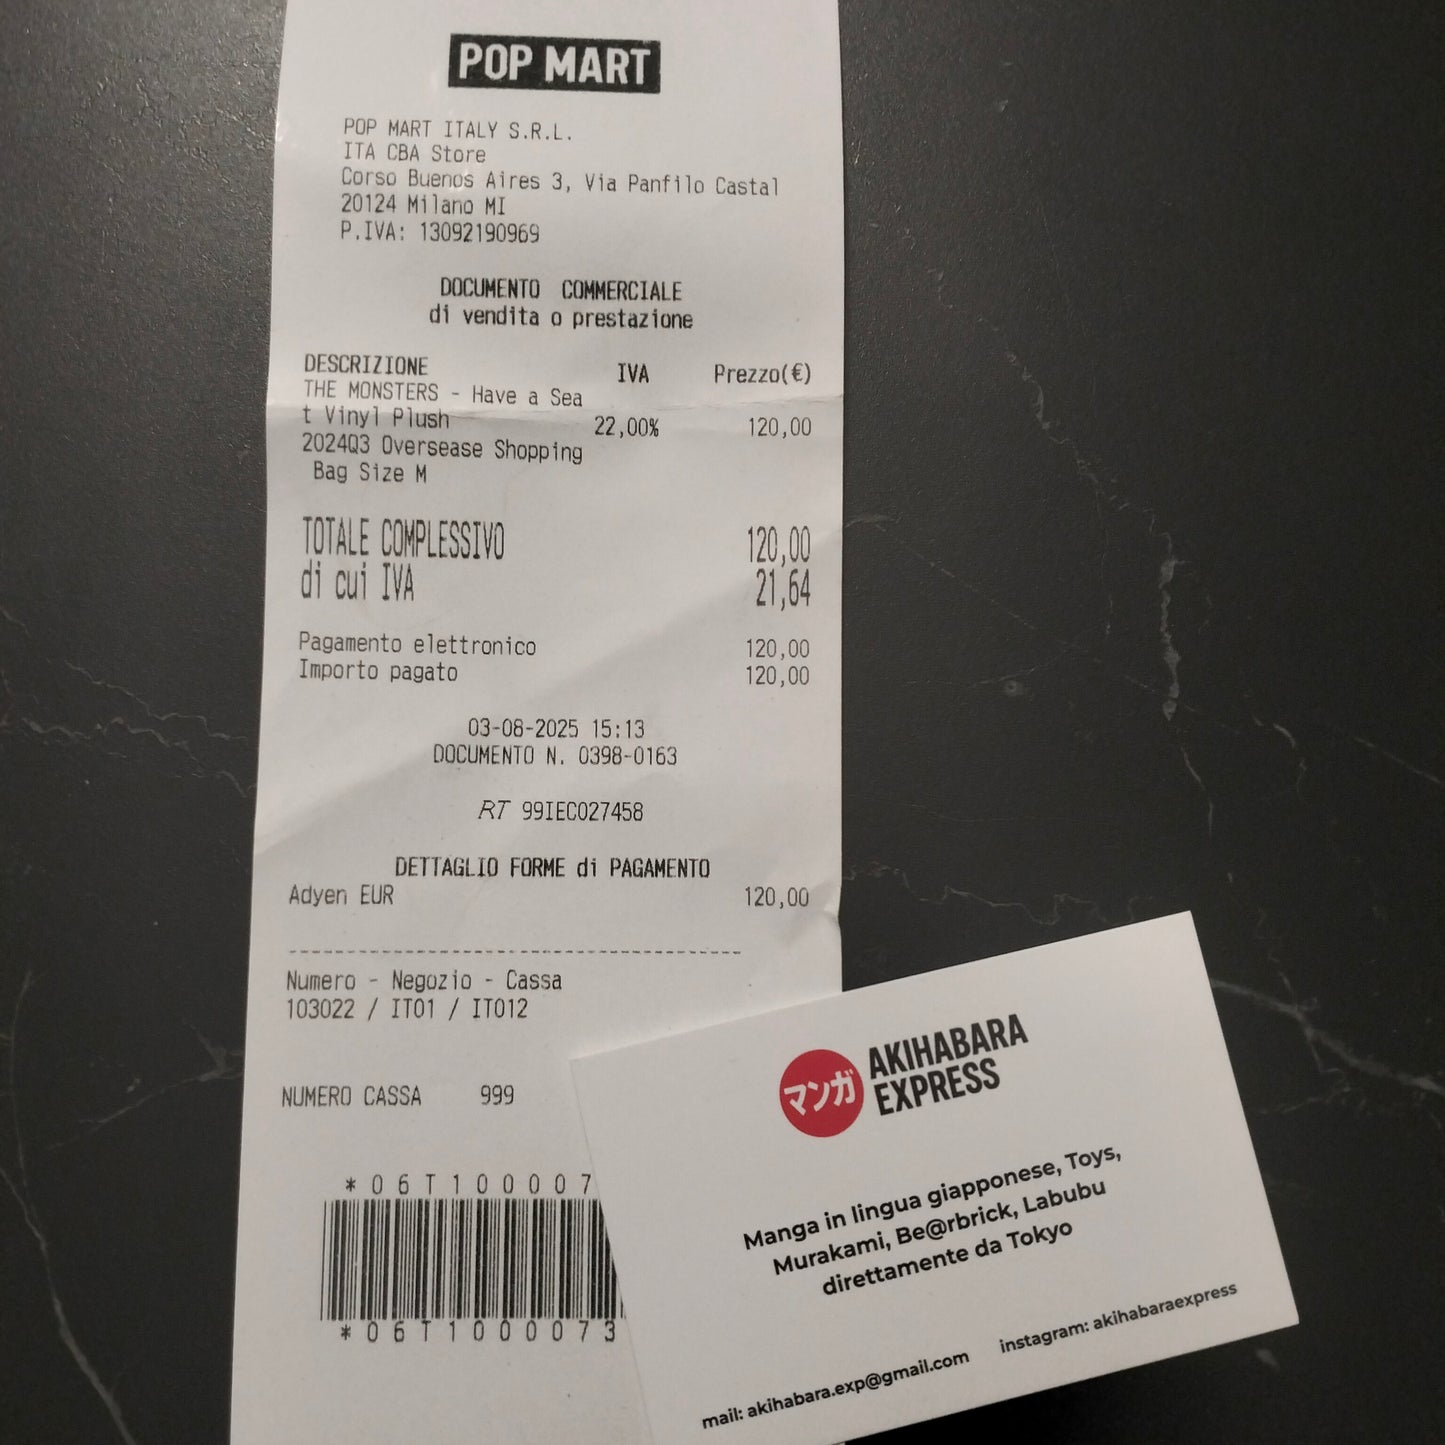 POP MART
POP MART ITALY S.R.L.
ITA CBA Store
Corso Buenos Aires 3, Via Panfilo Castal
20124 Milano MI
P.IVA: 13092190969
DOCUMENTO COMMERCIALE
di vendita o prestazione
DESCRIZIONE IVA Prezzo(€)
THE MONSTERS - Have a Sea
t Vinyl Plush 22,00% 120,00
2024Q3 Oversease Shopping
Bag Size M
TOTALE COMPLESSIVO 120,00
di cui IVA 21,64
Pagamento elettronico 120,00
Importo pagato 120,00
03-08-2025 15:13
DOCUMENTO N. 0398-0163
RT 99IEC027458
DETTAGLIO FORME di PAGAMENTO
Adyen EUR 120,00
Numero - Negozio - Cassa
103022 / IT01 / IT012
NUMERO CASSA 999
*06T100007
*06T1000073
マンガ
AKIHABARA
EXPRESS
Manga in lingua giapponese, Toys,
Murakami, Be@rbrick, Labubu
direttamente da Tokyo
mail: akihabara.exp@gmail.com instagram: akihabaraexpress